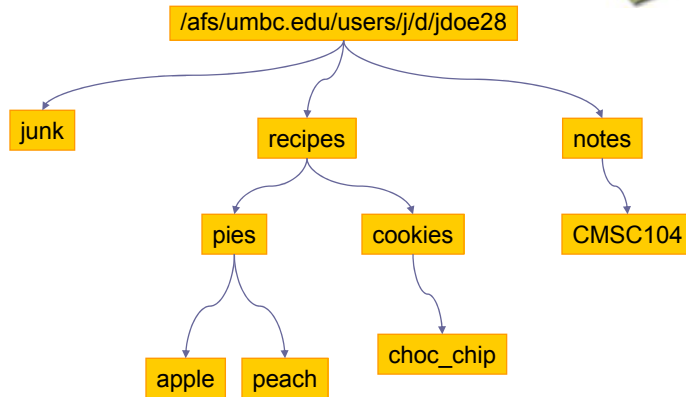 /afs/umbc.edu/users/j/d/jdoe28
junk
recipes
notes
pies
cookies
CMSC104
apple
peach
choc_chip